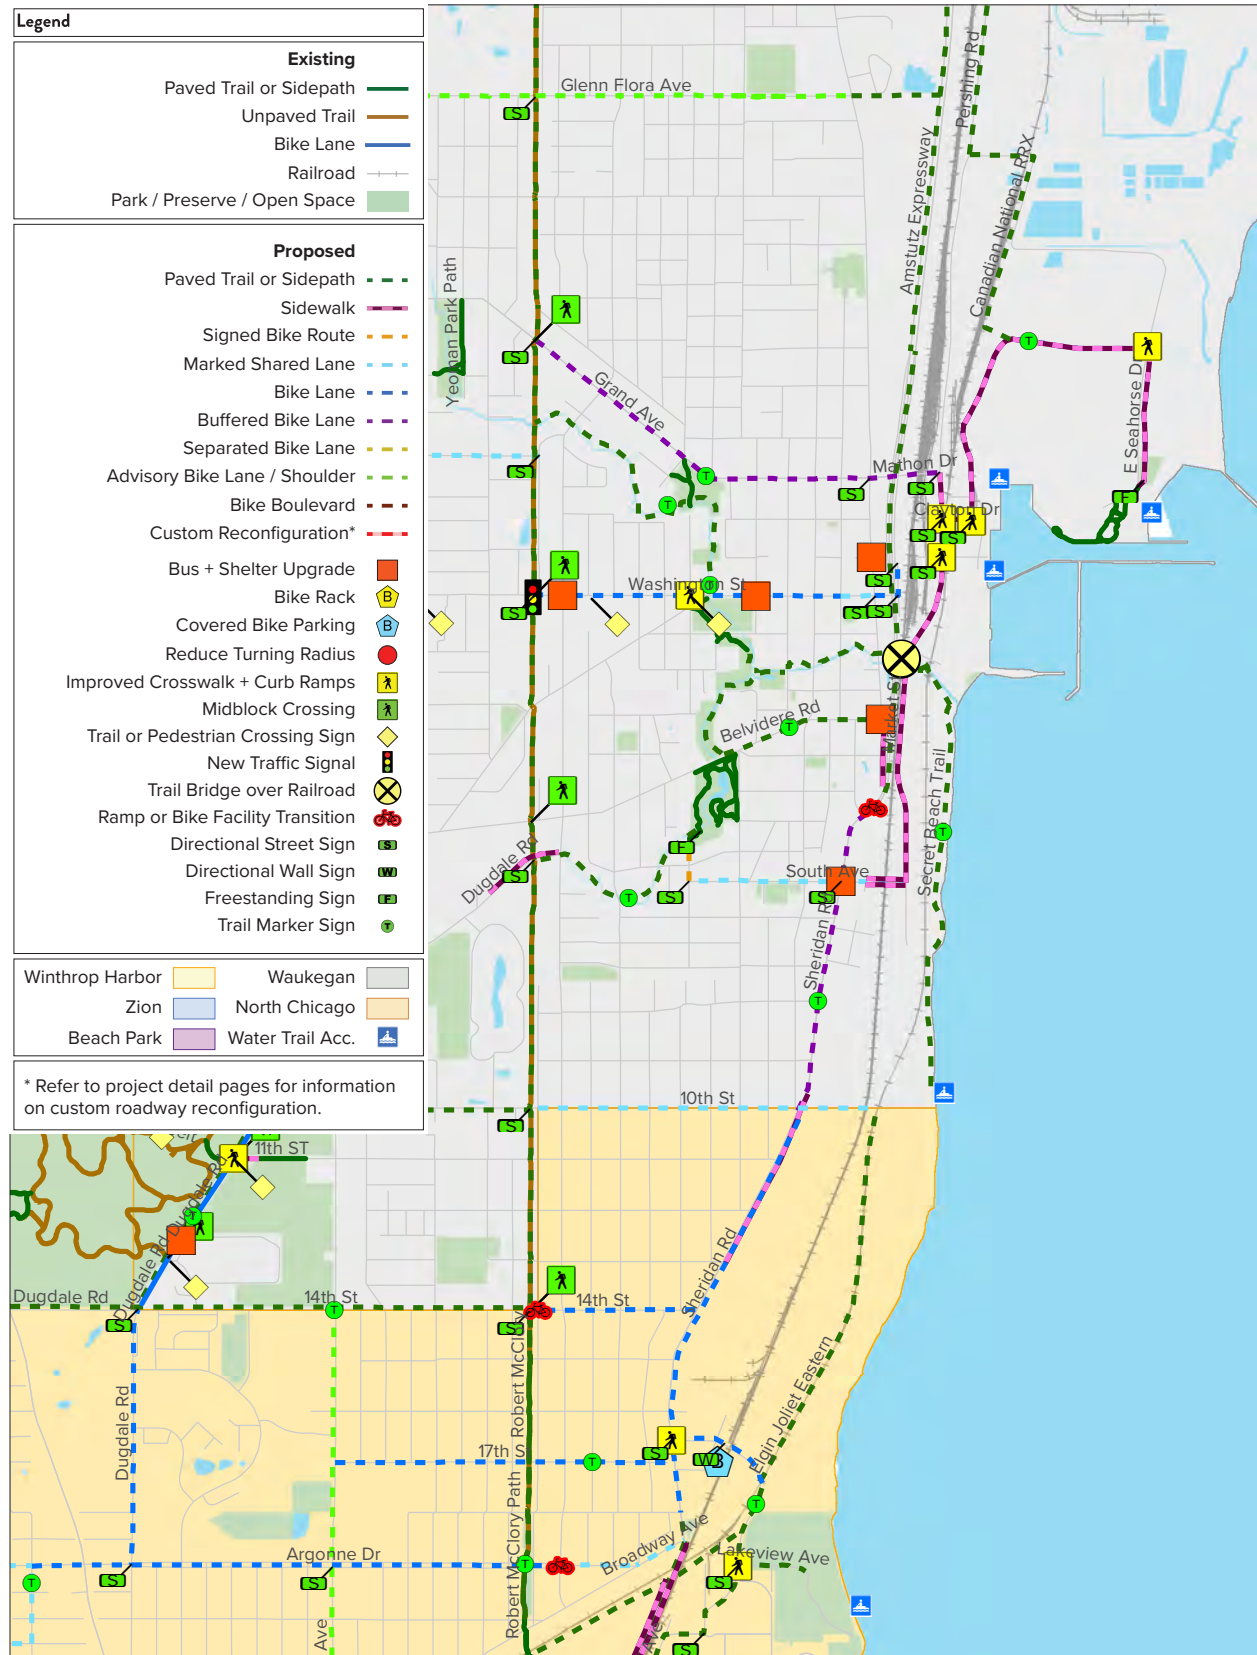 Legend
Existing
Paved Trail or Sidepath
Unpaved Trail
Bike Lane
Railroad
Park / Preserve / Open Space
Proposed
Paved Trail or Sidepath
Sidewalk
Signed Bike Route
Marked Shared Lane
Bike Lane
Buffered Bike Lane
Separated Bike Lane
Advisory Bike Lane / Shoulder
Bike Boulevard
Custom Reconfiguration*
Bus + Shelter Upgrade
Bike Rack B
Covered Bike Parking B
Reduce Turning Radius
Improved Crosswalk + Curb Ramps
Midblock Crossing
Trail or Pedestrian Crossing Sign
New Traffic Signal
Trail Bridge over Railroad
Ramp or Bike Facility Transition
Directional Street Sign S
Directional Wall Sign W
Freestanding Sign F
Trail Marker Sign T
Winthrop Harbor Waukegan
Zion North Chicago
Beach Park Water Trail Acc.
* Refer to project detail pages for information
on custom roadway reconfiguration.
Glenn Flora Ave
Pershing Rd
Amstutz Expressway
Canadian National RRX
Yeoman Park Path
Grand Ave
E Seahorse D
Mathon Dr
Clayton Dr
Washington St
Belvidere Rd
Market S
Secret Beach Trail
Dugdale Rd
South Ave
Sheridan R
10th St
11th ST
Dugdale Rd
Dugdale Rd
Dugdale Rd
14th St
14th St
Sheridan Rd
Robert McClory
Elgin Joliet Eastern
Dugdale Rd
17th S
Robert McClory Path
Broadway Ave
Lakeview Ave
Argonne Dr
Ave
Ave